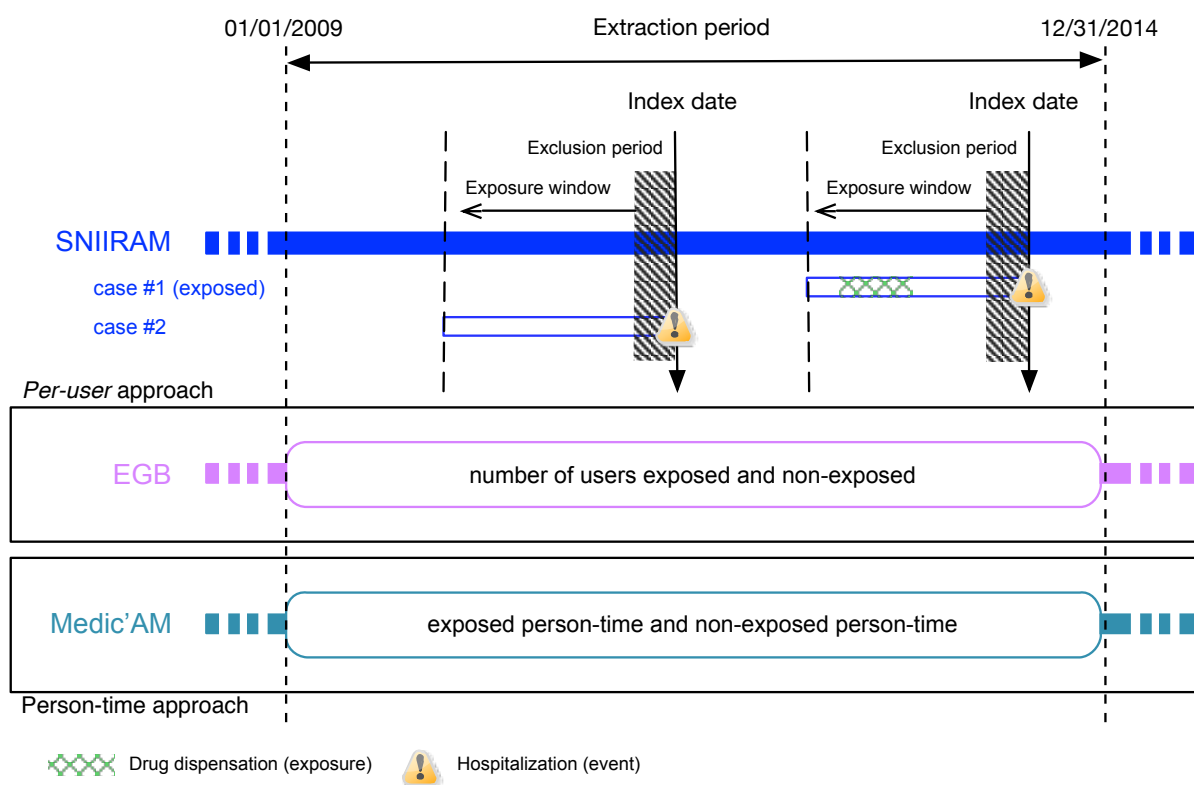 01/01/2009 Extraction period 12/31/2014
Index date Index date
Exclusion period Exclusion period
Exposure window Exposure window
SNIIRAM
case #1 (exposed)
case #2
Per-user approach
EGB number of users exposed and non-exposed
Medic’AM exposed person-time and non-exposed person-time
Person-time approach
Drug dispensation (exposure) Hospitalization (event)